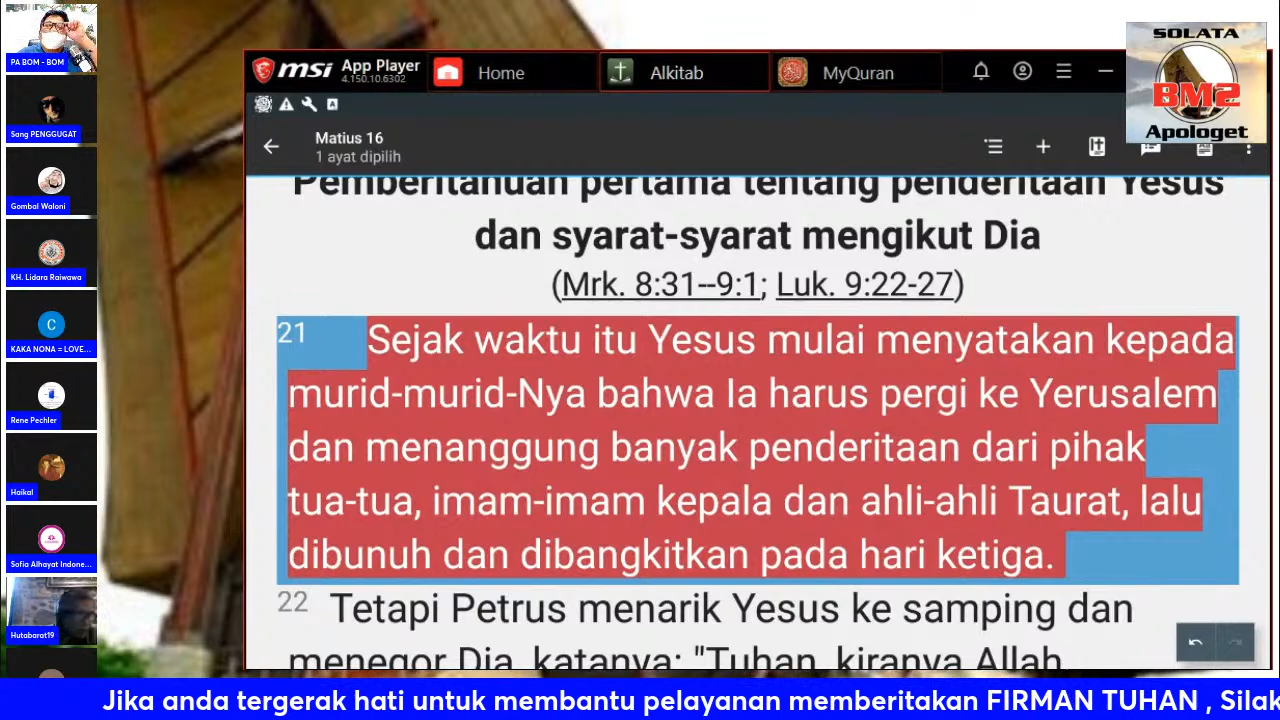 PA BOM - BOM
Sang PENGGUGAT
Gombal Waloni
KH. Lidara Raiwawa
C
KAKA NONA = LOVE...
Rene Pechler
Haikal
Sofia Alhayat Indone...
Hutabarat19
msi App Player
4.150.10.6302
Home
Alkitab
MyQuran
SOLATA
BM2
Apologet
Matius 16
1 ayat dipilih
Pemberitahuan pertama tentang penderitaan Yesus
dan syarat-syarat mengikut Dia
(Mrk. 8:31--9:1; Luk. 9:22-27)
21 Sejak waktu itu Yesus mulai menyatakan kepada
murid-murid-Nya bahwa Ia harus pergi ke Yerusalem
dan menanggung banyak penderitaan dari pihak
tua-tua, imam-imam kepala dan ahli-ahli Taurat, lalu
dibunuh dan dibangkitkan pada hari ketiga.
22 Tetapi Petrus menarik Yesus ke samping dan
menegor Dia, katanya: "Tuhan, kiranya Allah
Jika anda tergerak hati untuk membantu pelayanan memberitakan FIRMAN TUHAN , Silak